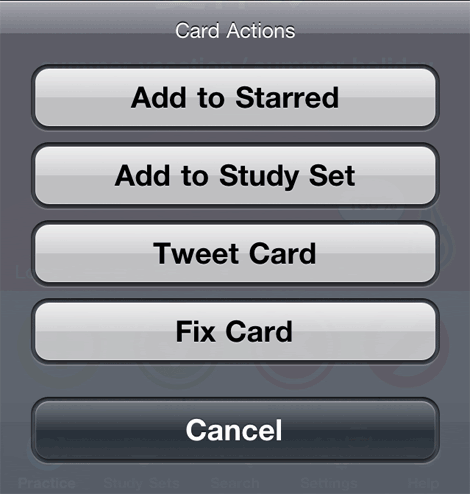 Card Actions
Add to Starred
Add to Study Set
Tweet Card
Fix Card
Cancel
Practice Study Sets Search Settings Help